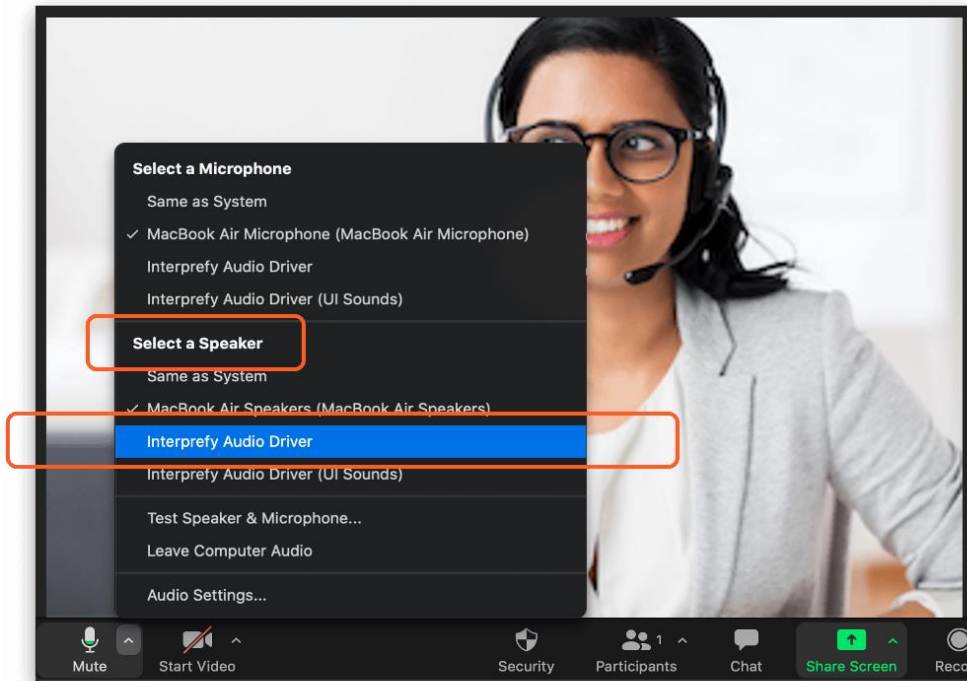 Select a Microphone
Same as System
✓ MacBook Air Microphone (MacBook Air Microphone)
Interprefy Audio Driver
Interprefy Audio Driver (UI Sounds)
Select a Speaker
Same as System
✓ MacBook Air Speakers (MacBook Air Speakers)
Interprefy Audio Driver
Interprefy Audio Driver (UI Sounds)
Test Speaker & Microphone...
Leave Computer Audio
Audio Settings...
1
Mute Start Video Security Participants Chat Share Screen Reco